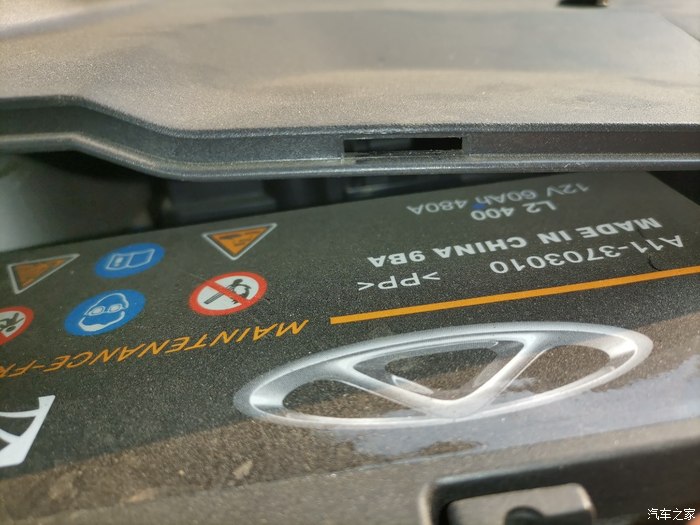 MAINTENANCE-FR
A11-3703010 >PP<
MADE IN CHINA 9BA
L2 400
12V 60Ah 480A
汽车之家